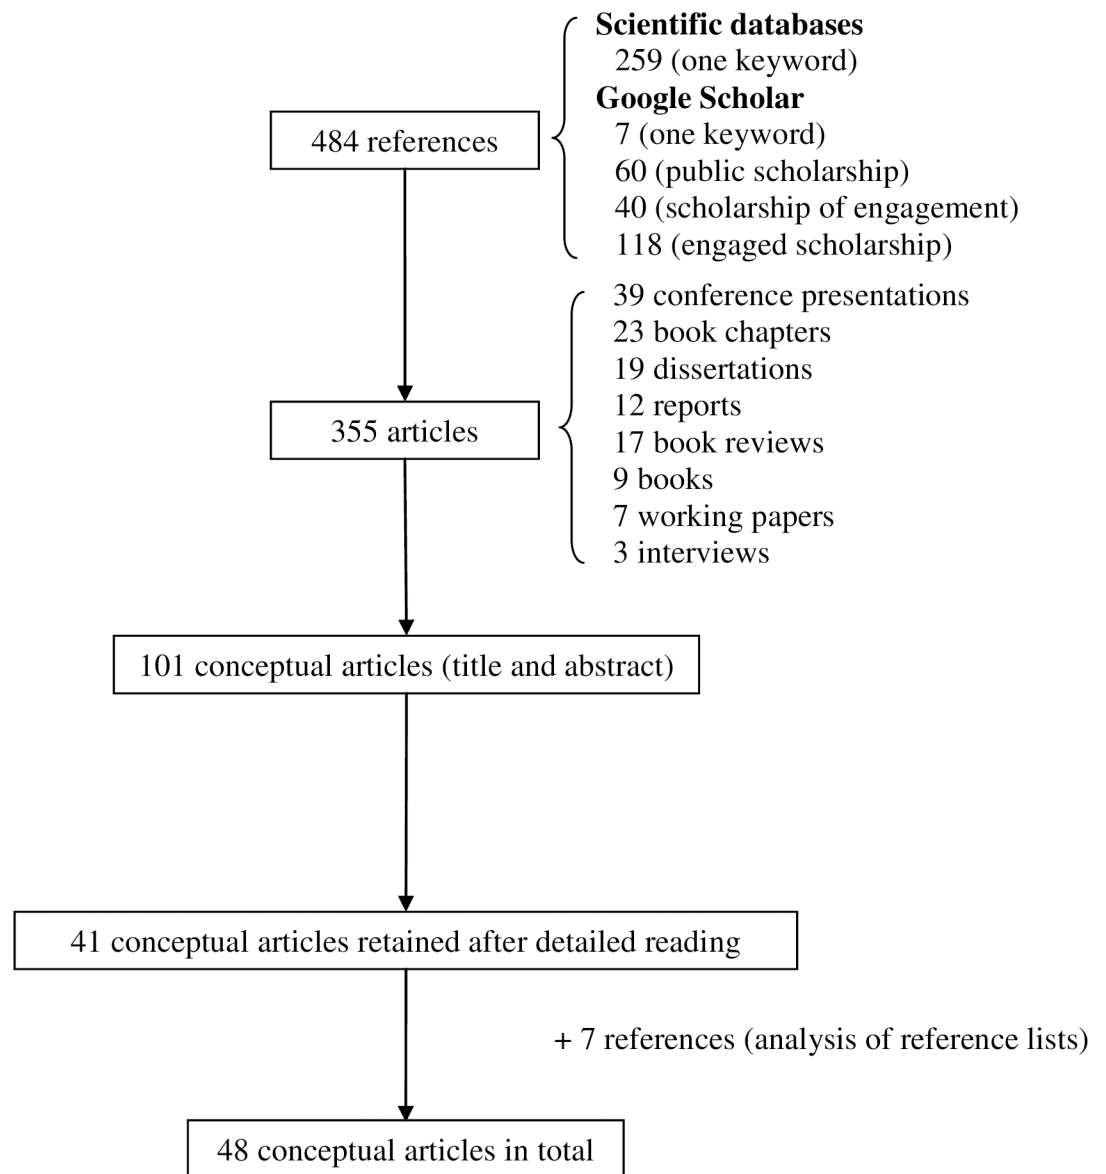 Scientific databases
259 (one keyword)
Google Scholar
7 (one keyword)
60 (public scholarship)
40 (scholarship of engagement)
118 (engaged scholarship)
484 references
39 conference presentations
23 book chapters
19 dissertations
12 reports
17 book reviews
9 books
7 working papers
3 interviews
355 articles
101 conceptual articles (title and abstract)
41 conceptual articles retained after detailed reading
+ 7 references (analysis of reference lists)
48 conceptual articles in total